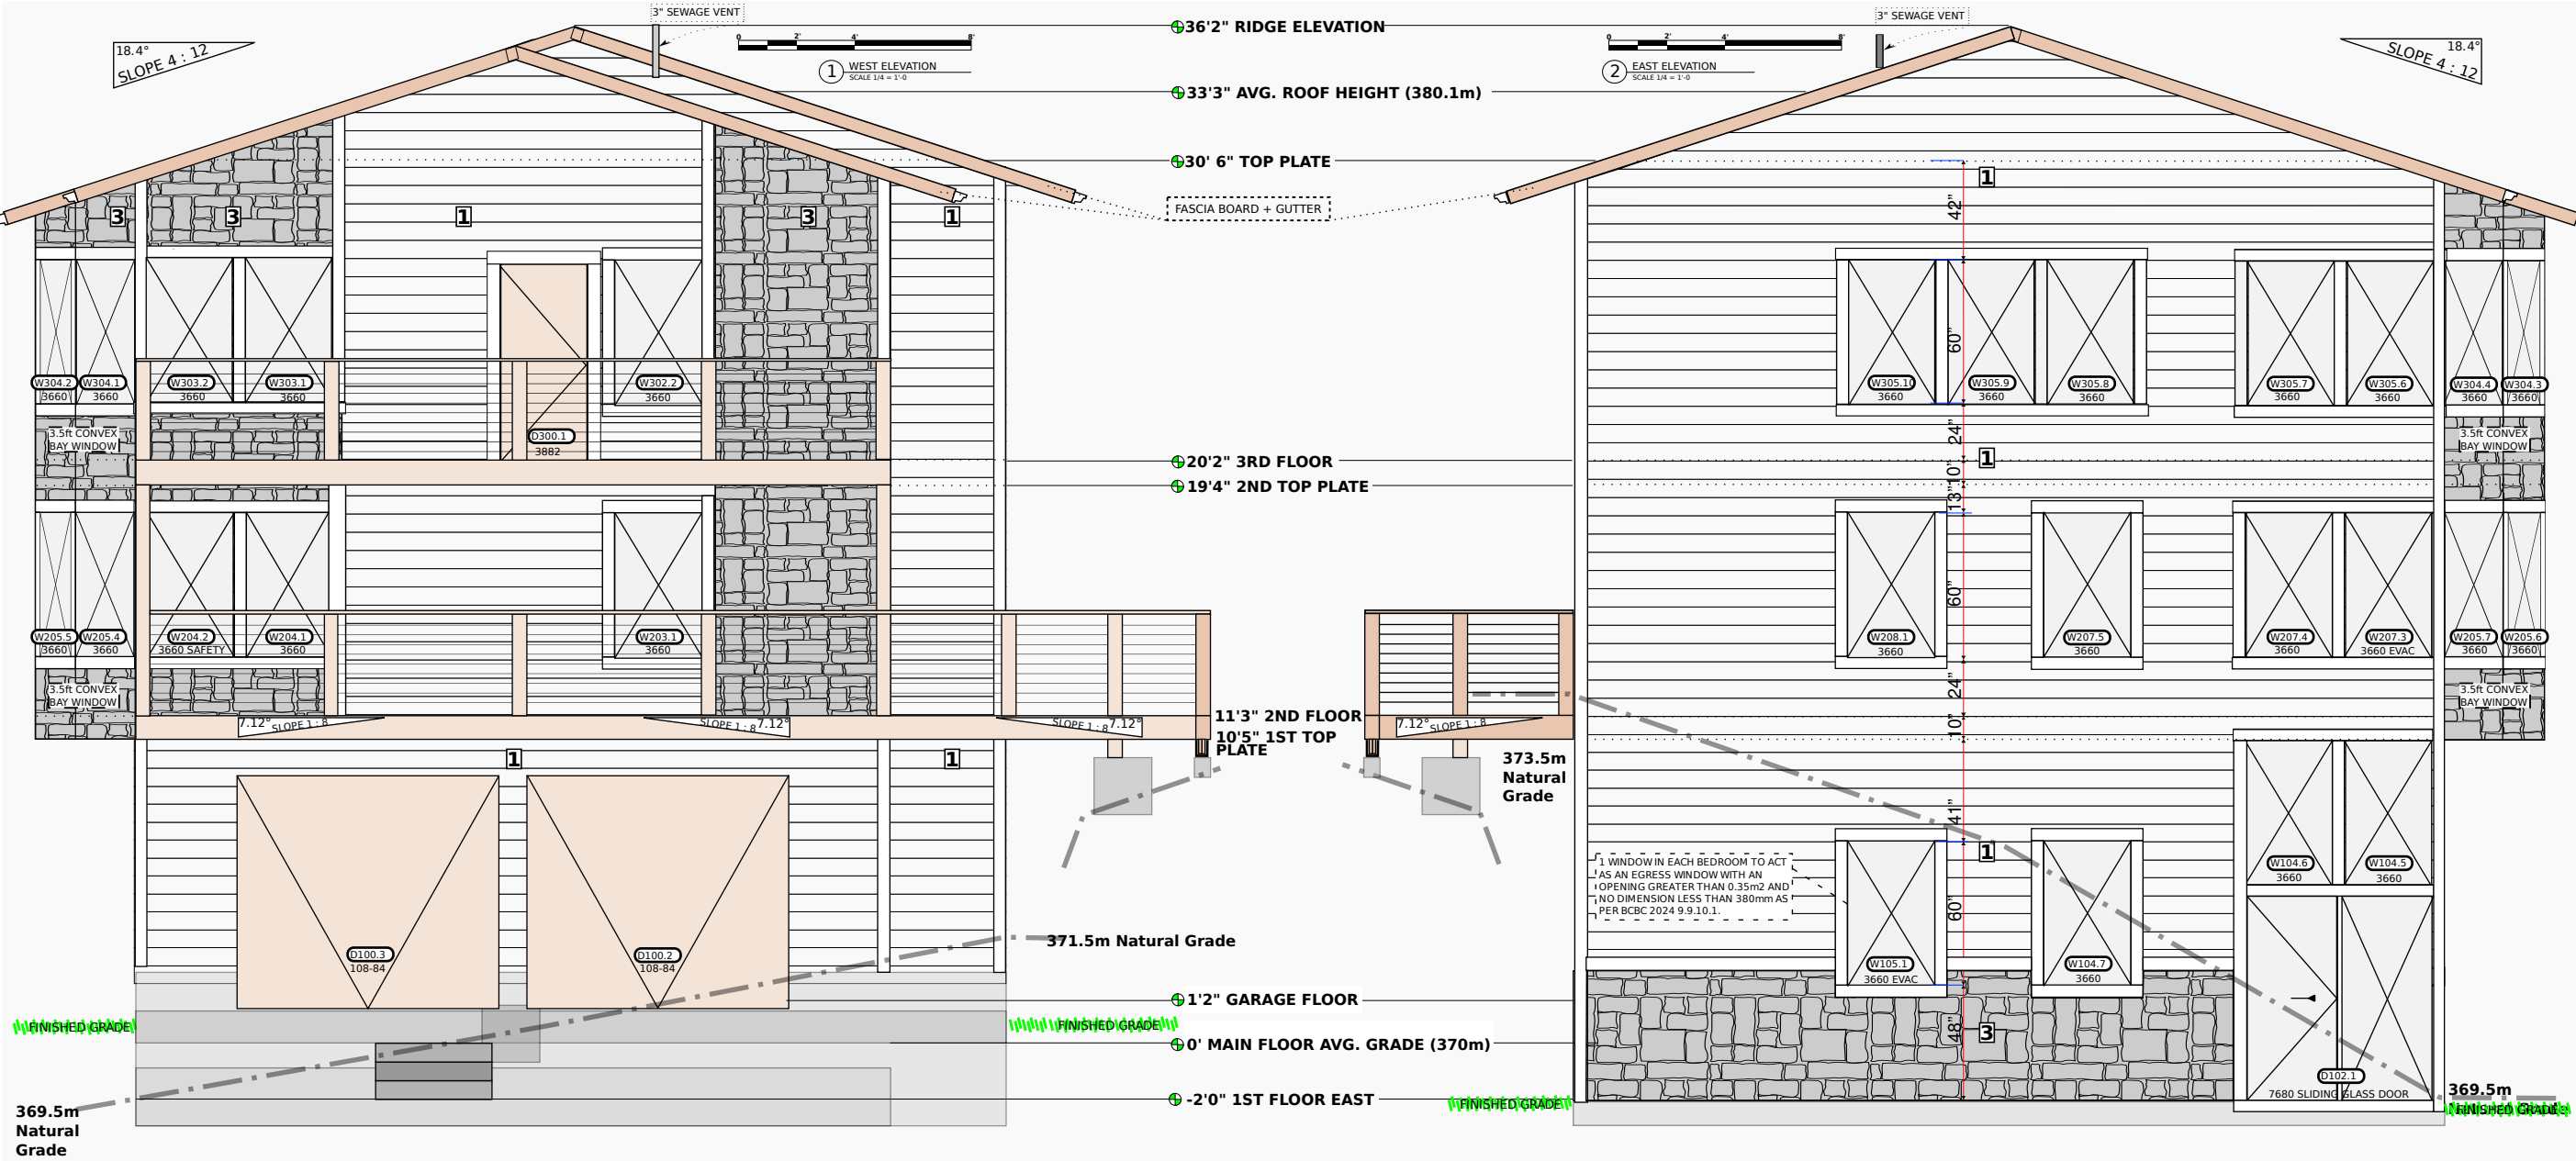 3" SEWAGE VENT
36'2" RIDGE ELEVATION
3" SEWAGE VENT
18.4°
SLOPE 4 : 12
0 2' 4' 8'
1 WEST ELEVATION
SCALE 1/4 = 1'-0
0 2' 4' 8'
2 EAST ELEVATION
SCALE 1/4 = 1'-0
18.4°
SLOPE 4 : 12
33'3" AVG. ROOF HEIGHT (380.1m)
30' 6" TOP PLATE
FASCIA BOARD + GUTTER
3 3 1 3 1
1
42"
60"
W304.2 W304.1 W303.2 W303.1 W302.2
3660 3660 3660 3660 3660
W305.10 W305.9 W305.8 W305.7 W305.6 W304.4 W304.3
3660 3660 3660 3660 3660 3660 3660
D300.1
3882
3.5ft CONVEX
BAY WINDOW
3.5ft CONVEX
BAY WINDOW
24"
1
20'2" 3RD FLOOR
10"
19'4" 2ND TOP PLATE
13"
60"
W205.5 W205.4 W204.2 W204.1 W203.1
3660 3660 3660 SAFETY 3660 3660
W208.1 W207.5 W207.4 W207.3 W205.7 W205.6
3660 3660 3660 3660 EVAC 3660 3660
3.5ft CONVEX
BAY WINDOW
3.5ft CONVEX
BAY WINDOW
24"
7.12° SLOPE 1 : 8
SLOPE 1 : 8 7.12°
SLOPE 1 : 8 7.12°
11'3" 2ND FLOOR
10'5" 1ST TOP
PLATE
7.12° SLOPE 1 : 8
10"
1 1
373.5m
Natural
Grade
41"
1
1 WINDOW IN EACH BEDROOM TO ACT
AS AN EGRESS WINDOW WITH AN
OPENING GREATER THAN 0.35m2 AND
NO DIMENSION LESS THAN 380mm AS
PER BCBC 2024 9.9.10.1.
W104.6 W104.5
3660 3660
60"
371.5m Natural Grade
D100.3 D100.2
108-84 108-84
W105.1 W104.7
3660 EVAC 3660
1'2" GARAGE FLOOR
FINISHED GRADE
FINISHED GRADE
48"
3
0' MAIN FLOOR AVG. GRADE (370m)
D102.1
7680 SLIDING GLASS DOOR
-2'0" 1ST FLOOR EAST
FINISHED GRADE
369.5m
FINISHED GRADE
369.5m
Natural
Grade